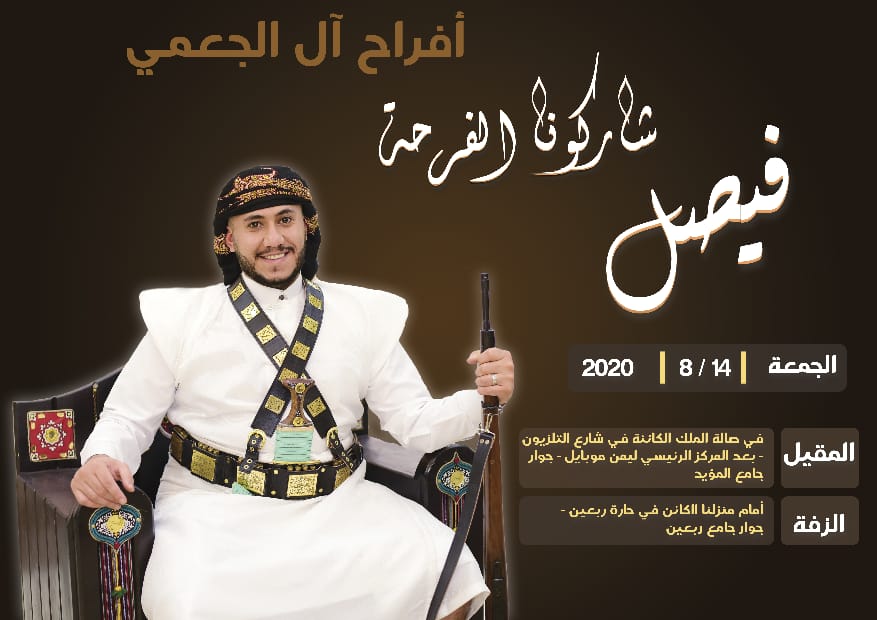 أفراح آل الجعمي
شاركونا الفرحة
فيصل
الجمعة | 14 / 8 | 2020
المقيل
في صالة الملك الكائنة في شارع التلزيون
- بعد المركز الرئيسي ليمن موبايل - جوار
جامع المؤيد
الزفة
أمام منزلنا الكائن في حارة ربعين -
جوار جامع ربعين